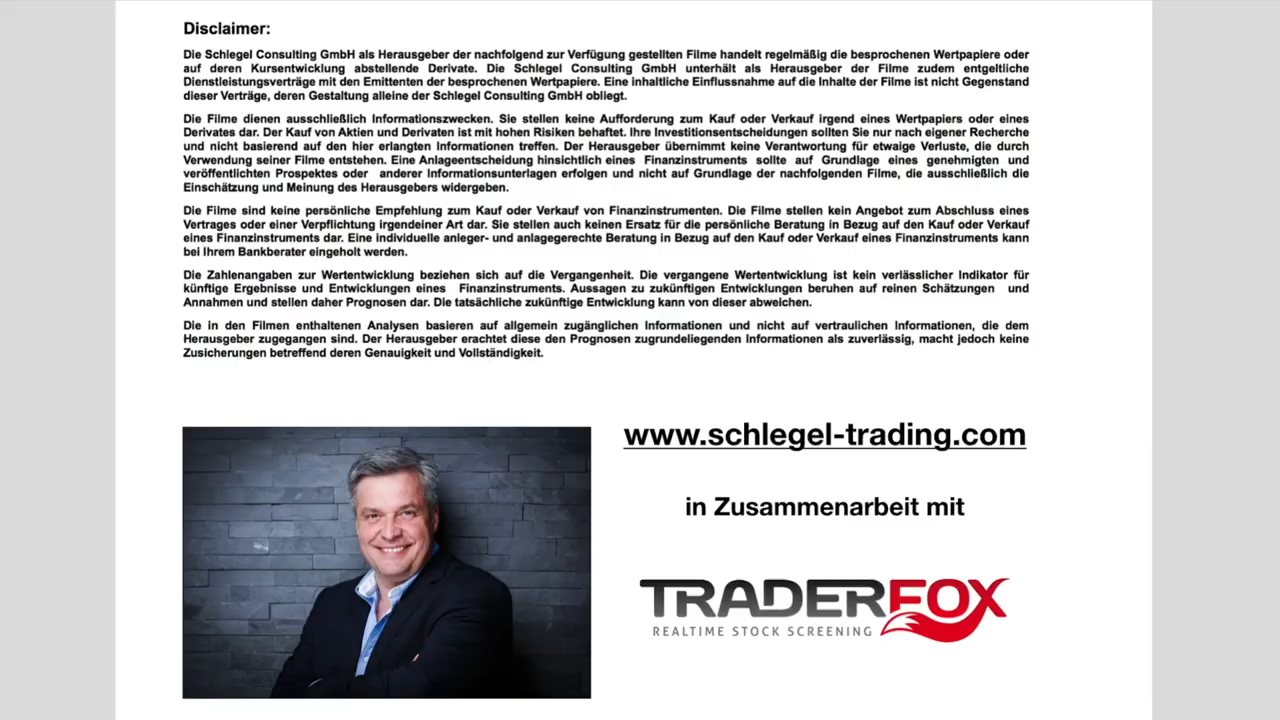 Disclaimer:
Die Schlegel Consulting GmbH als Herausgeber der nachfolgend zur Verfügung gestellten Filme handelt regelmäßig die besprochenen Wertpapiere oder
auf deren Kursentwicklung abstellende Derivate. Die Schlegel Consulting GmbH unterhält als Herausgeber der Filme zudem entgeltliche
Dienstleistungsverträge mit den Emittenten der besprochenen Wertpapiere. Eine inhaltliche Einflussnahme auf die Inhalte der Filme ist nicht Gegenstand
dieser Verträge, deren Gestaltung alleine der Schlegel Consulting GmbH obliegt.
Die Filme dienen ausschließlich Informationszwecken. Sie stellen keine Aufforderung zum Kauf oder Verkauf irgend eines Wertpapiers oder eines
Derivates dar. Der Kauf von Aktien und Derivaten ist mit hohen Risiken behaftet. Ihre Investitionsentscheidungen sollten Sie nur nach eigener Recherche
und nicht basierend auf den hier erlangten Informationen treffen. Der Herausgeber übernimmt keine Verantwortung für etwaige Verluste, die durch
Verwendung seiner Filme entstehen. Eine Anlageentscheidung hinsichtlich eines Finanzinstruments sollte auf Grundlage eines genehmigten und
veröffentlichten Prospektes oder anderer Informationsunterlagen erfolgen und nicht auf Grundlage der nachfolgenden Filme, die ausschließlich die
Einschätzung und Meinung des Herausgebers widergeben.
Die Filme sind keine persönliche Empfehlung zum Kauf oder Verkauf von Finanzinstrumenten. Die Filme stellen kein Angebot zum Abschluss eines
Vertrages oder einer Verpflichtung irgendeiner Art dar. Sie stellen auch keinen Ersatz für die persönliche Beratung in Bezug auf den Kauf oder Verkauf
eines Finanzinstruments dar. Eine individuelle anleger- und anlagegerechte Beratung in Bezug auf den Kauf oder Verkauf eines Finanzinstruments kann
bei Ihrem Bankberater eingeholt werden.
Die Zahlenangaben zur Wertentwicklung beziehen sich auf die Vergangenheit. Die vergangene Wertentwicklung ist kein verlässlicher Indikator für
künftige Ergebnisse und Entwicklungen eines Finanzinstruments. Aussagen zu zukünftigen Entwicklungen beruhen auf reinen Schätzungen und
Annahmen und stellen daher Prognosen dar. Die tatsächliche zukünftige Entwicklung kann von dieser abweichen.
Die in den Filmen enthaltenen Analysen basieren auf allgemein zugänglichen Informationen und nicht auf vertraulichen Informationen, die dem
Herausgeber zugegangen sind. Der Herausgeber erachtet diese den Prognosen zugrundeliegenden Informationen als zuverlässig, macht jedoch keine
Zusicherungen betreffend deren Genauigkeit und Vollständigkeit.
www.schlegel-trading.com
in Zusammenarbeit mit
TRADERFOX
REALTIME STOCK SCREENING